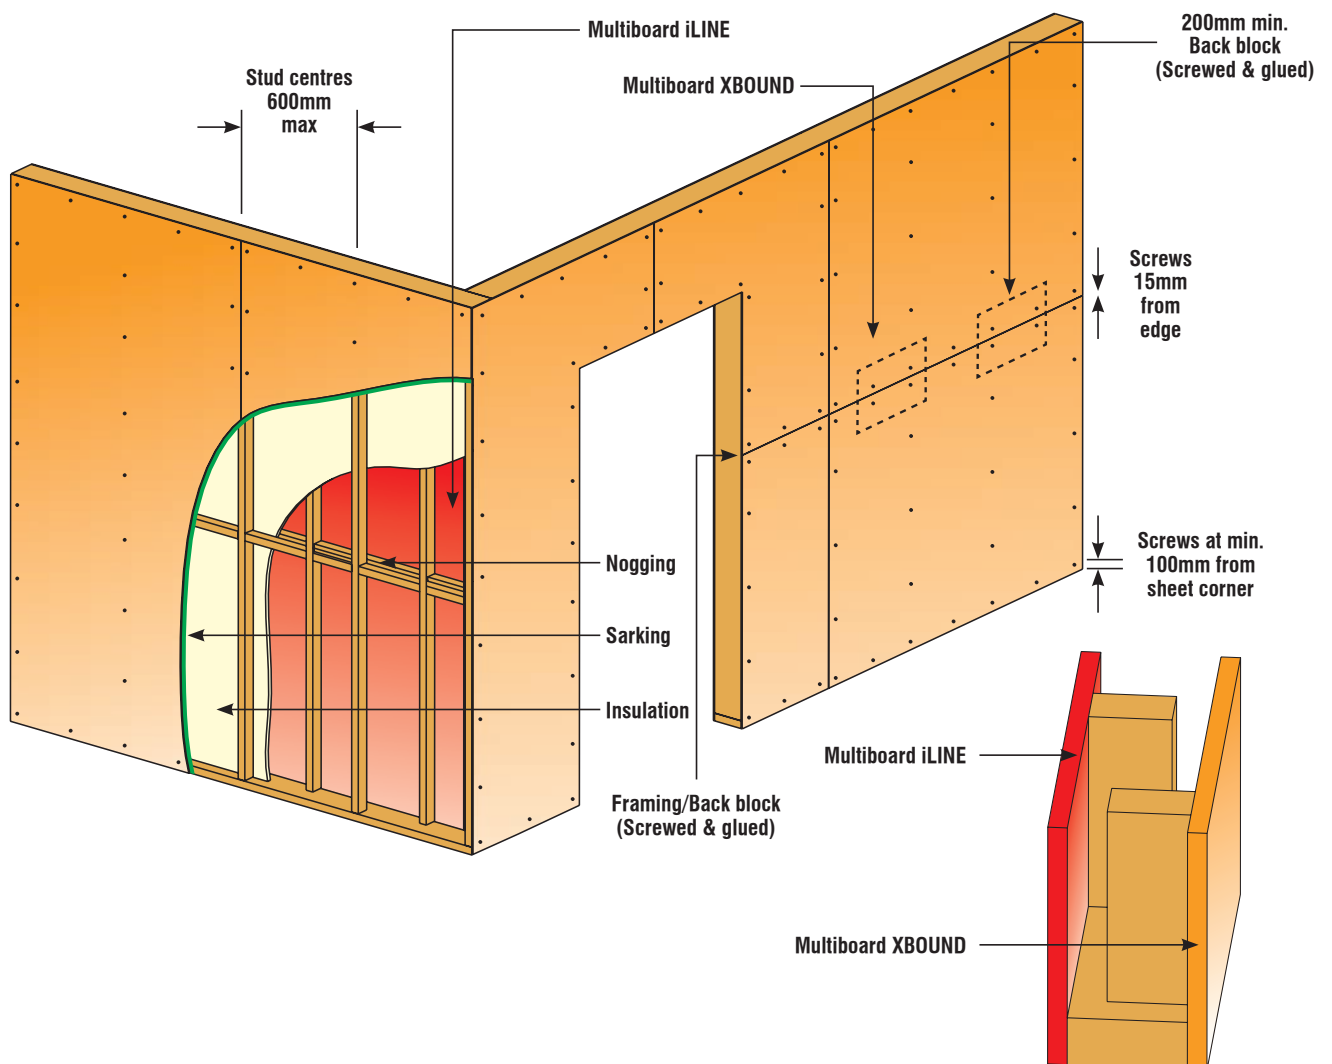 Multiboard iLINE
200mm min.
Back block
(Screwed & glued)
Stud centres
600mm
max
Multiboard XBOUND
Screws
15mm
from
edge
Screws at min.
100mm from
sheet corner
Nogging
Sarking
Insulation
Framing/Back block
(Screwed & glued)
Multiboard iLINE
Multiboard XBOUND